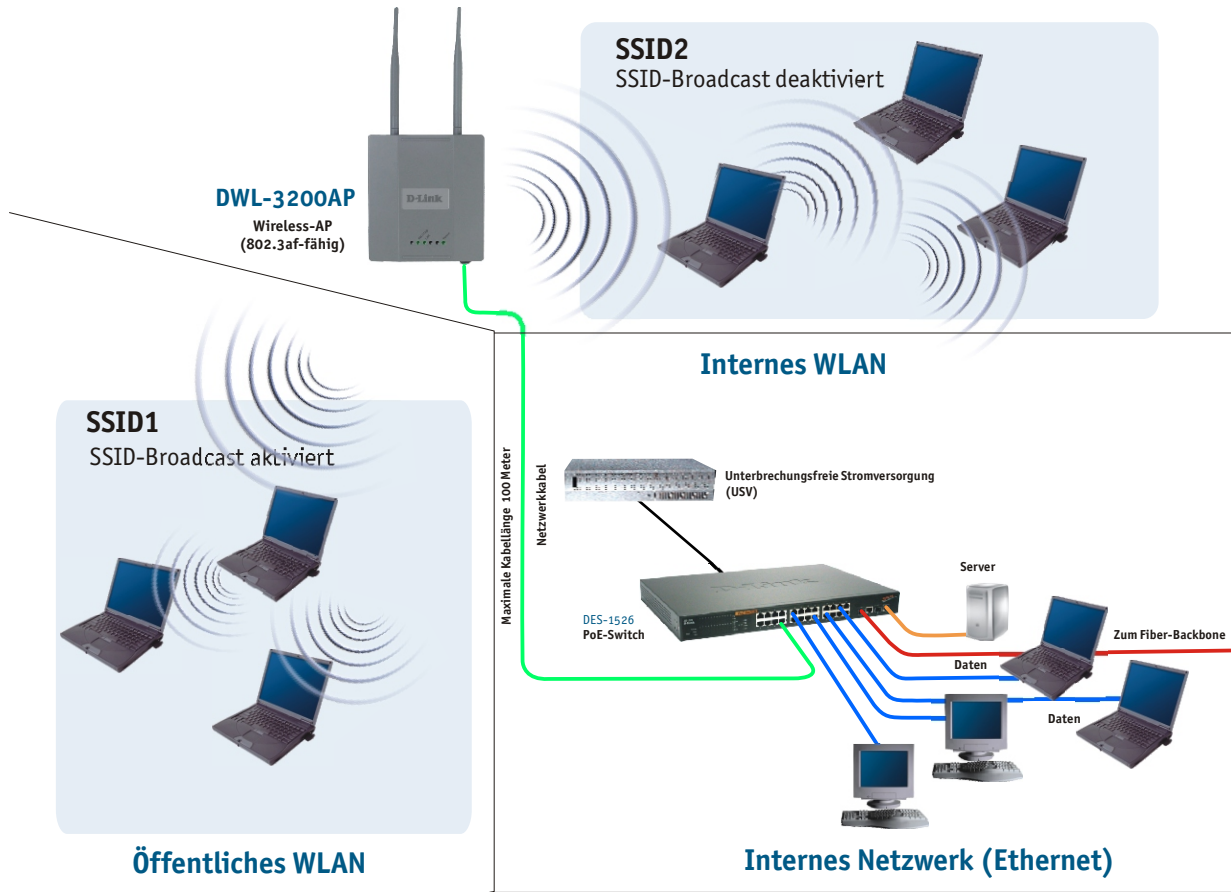 SSID2
SSID-Broadcast deaktiviert
D-Link
DWL-3200AP
Wireless-AP
(802.3af-fähig)
Internes WLAN
SSID1
SSID-Broadcast aktiviert
Maximale Kabellänge 100 Meter
Netzwerkkabel
Unterbrechungsfreie Stromversorgung
(USV)
D-Link
DES-1526
PoE-Switch
Server
Zum Fiber-Backbone
Daten
Daten
Öffentliches WLAN
Internes Netzwerk (Ethernet)